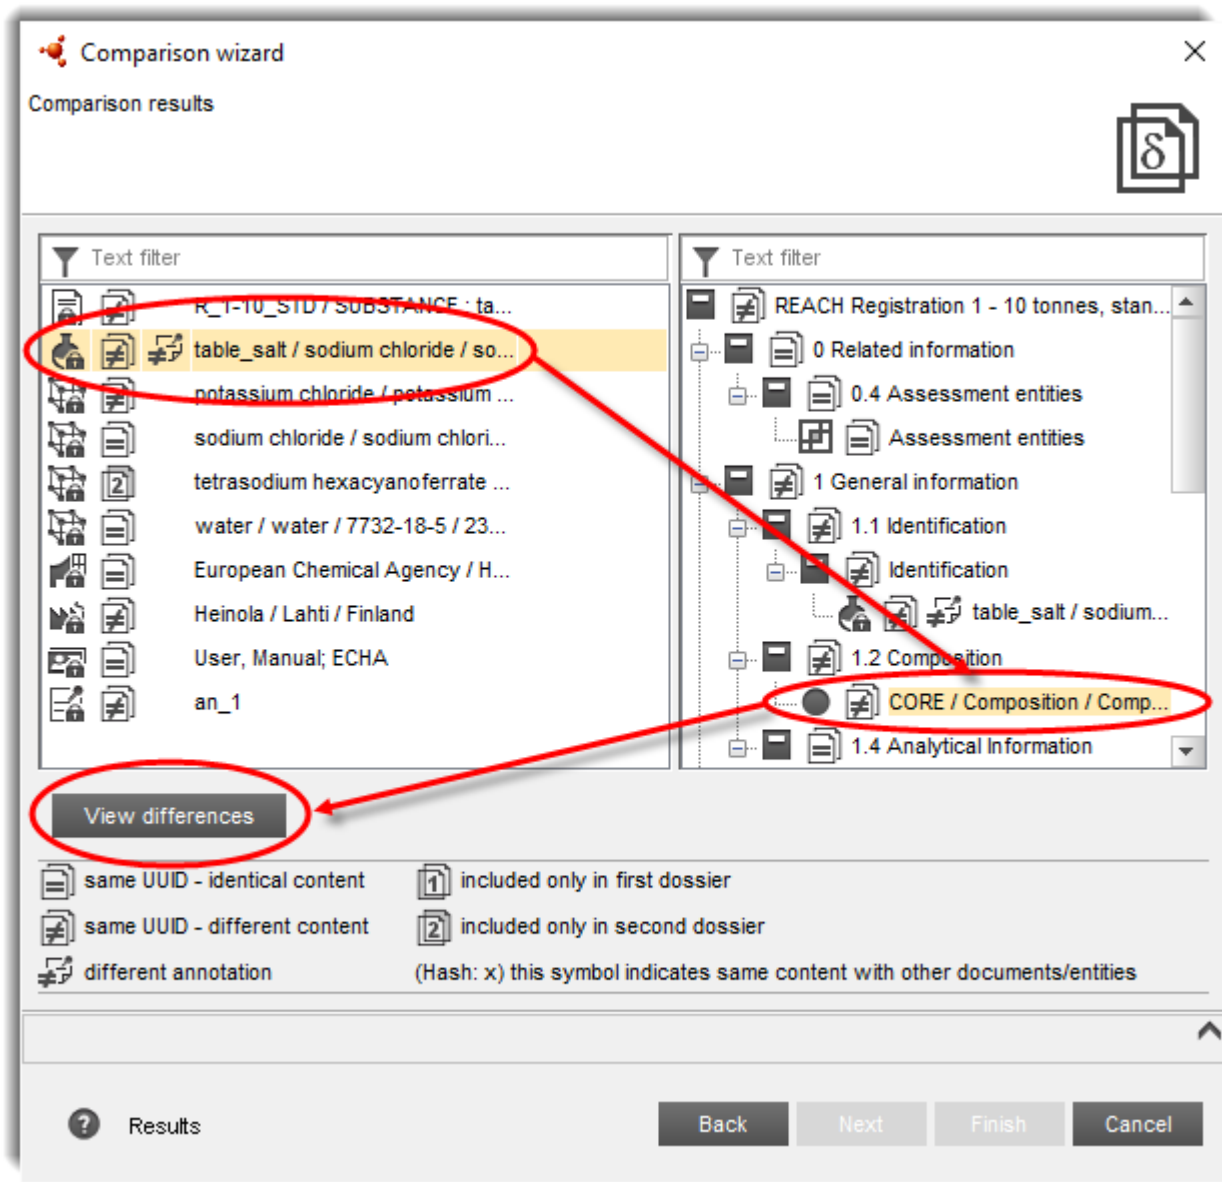 Comparison wizard
Comparison results
δ
Text filter
R_1-10_STD / SUBSTANCE : ta...
table_salt / sodium chloride / so...
potassium chloride / potassium ...
sodium chloride / sodium chlori...
2 tetrasodium hexacyanoferrate ...
water / water / 7732-18-5 / 23...
European Chemical Agency / H...
Heinola / Lahti / Finland
User, Manual; ECHA
an_1
Text filter
REACH Registration 1 - 10 tonnes, stan...
0 Related information
0.4 Assessment entities
Assessment entities
1 General information
1.1 Identification
Identification
table_salt / sodium...
1.2 Composition
CORE / Composition / Comp...
1.4 Analytical Information
View differences
same UUID - identical content
1 included only in first dossier
same UUID - different content
2 included only in second dossier
different annotation
(Hash: x) this symbol indicates same content with other documents/entities
? Results
Back
Next
Finish
Cancel